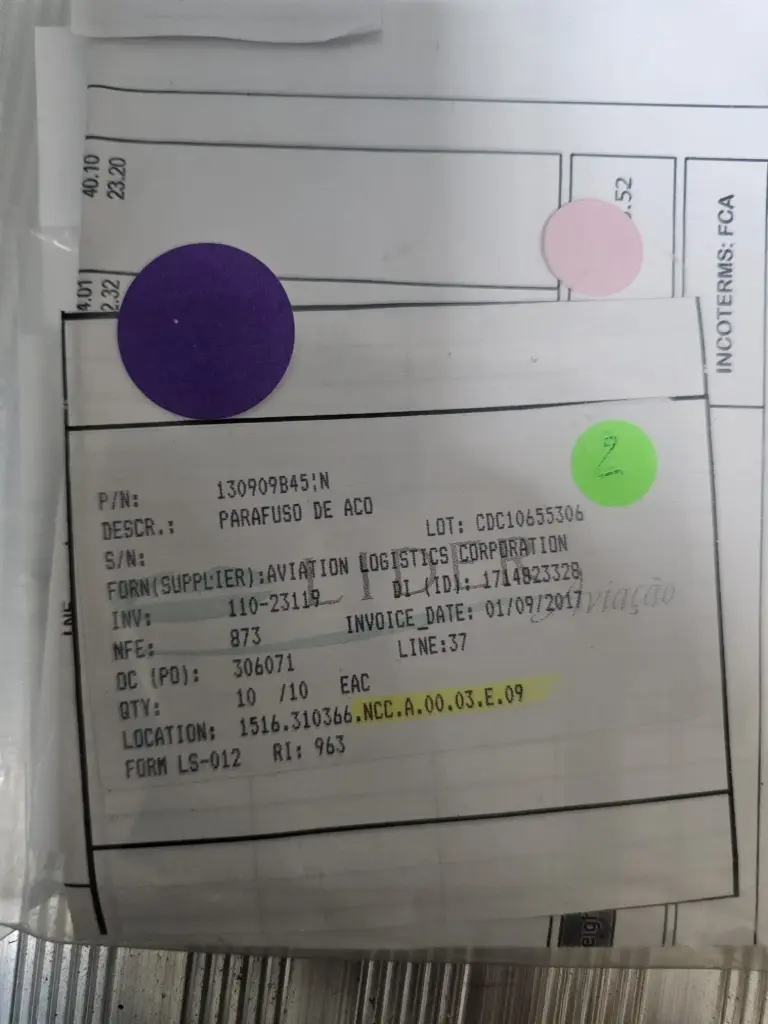 40.10
23.20
4.01
2.32
.52
INCOTERMS: FCA
2
P/N: 130909B45¦N
DESCR.: PARAFUSO DE ACO
S/N: LOT: CDC10655306
FORN(SUPPLIER):AVIATION LOGISTICS CORPORATION
LIDER
Aviação
INV: 110-23119 DI (ID): 1714823328
NFE: 873 INVOICE_DATE: 01/09/2017
OC (PO): 306071 LINE:37
QTY: 10 /10 EAC
LOCATION: 1516.310366.NCC.A.00.03.E.09
FORM LS-012 RI: 963